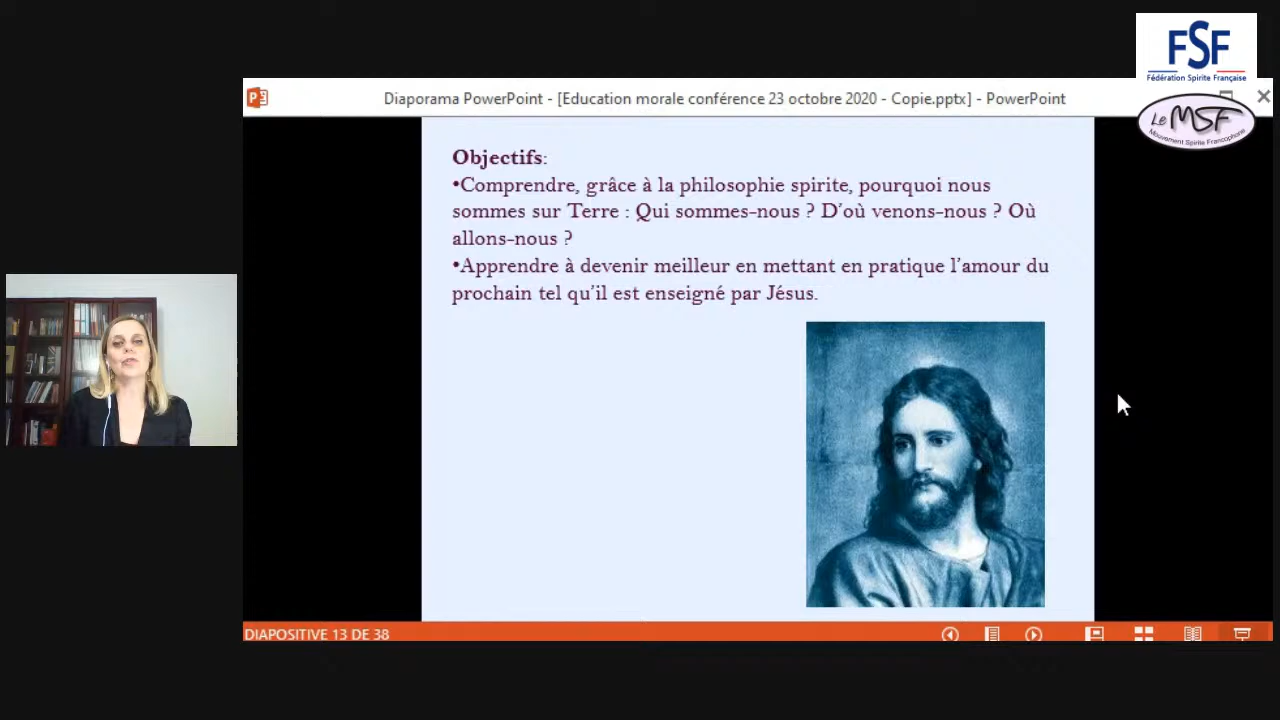 FSF
Fédération Spirite Française
Diaporama PowerPoint - [Education morale conférence 23 octobre 2020 - Copie.pptx] - PowerPoint
Le MSF
Mouvement Spirite Francophone
Objectifs:
•Comprendre, grâce à la philosophie spirite, pourquoi nous
sommes sur Terre : Qui sommes-nous ? D’où venons-nous ? Où
allons-nous ?
•Apprendre à devenir meilleur en mettant en pratique l’amour du
prochain tel qu’il est enseigné par Jésus.
DIAPOSITIVE 13 DE 38